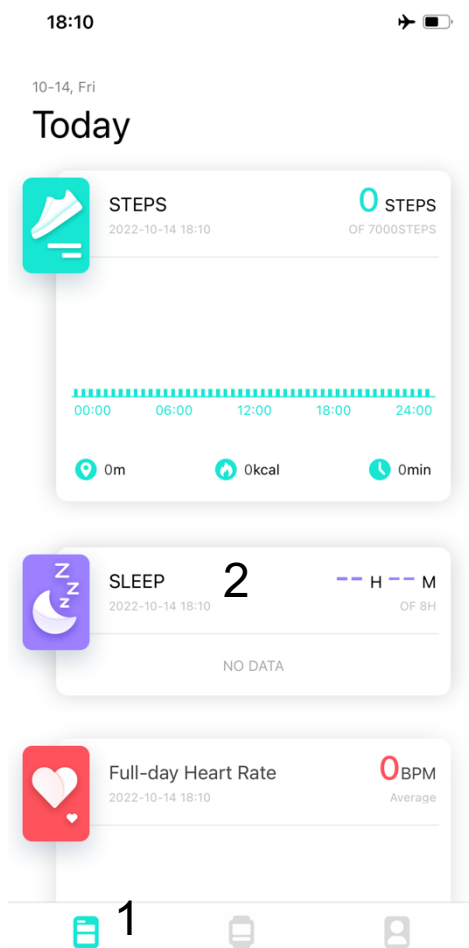 18:10
10-14, Fri
Today
STEPS
0 STEPS
2022-10-14 18:10
OF 7000STEPS
00:00 06:00 12:00 18:00 24:00
0m 0kcal 0min
Z
Z
Z
SLEEP
2
-- H -- M
2022-10-14 18:10
OF 8H
NO DATA
Full-day Heart Rate
0BPM
2022-10-14 18:10
Average
1